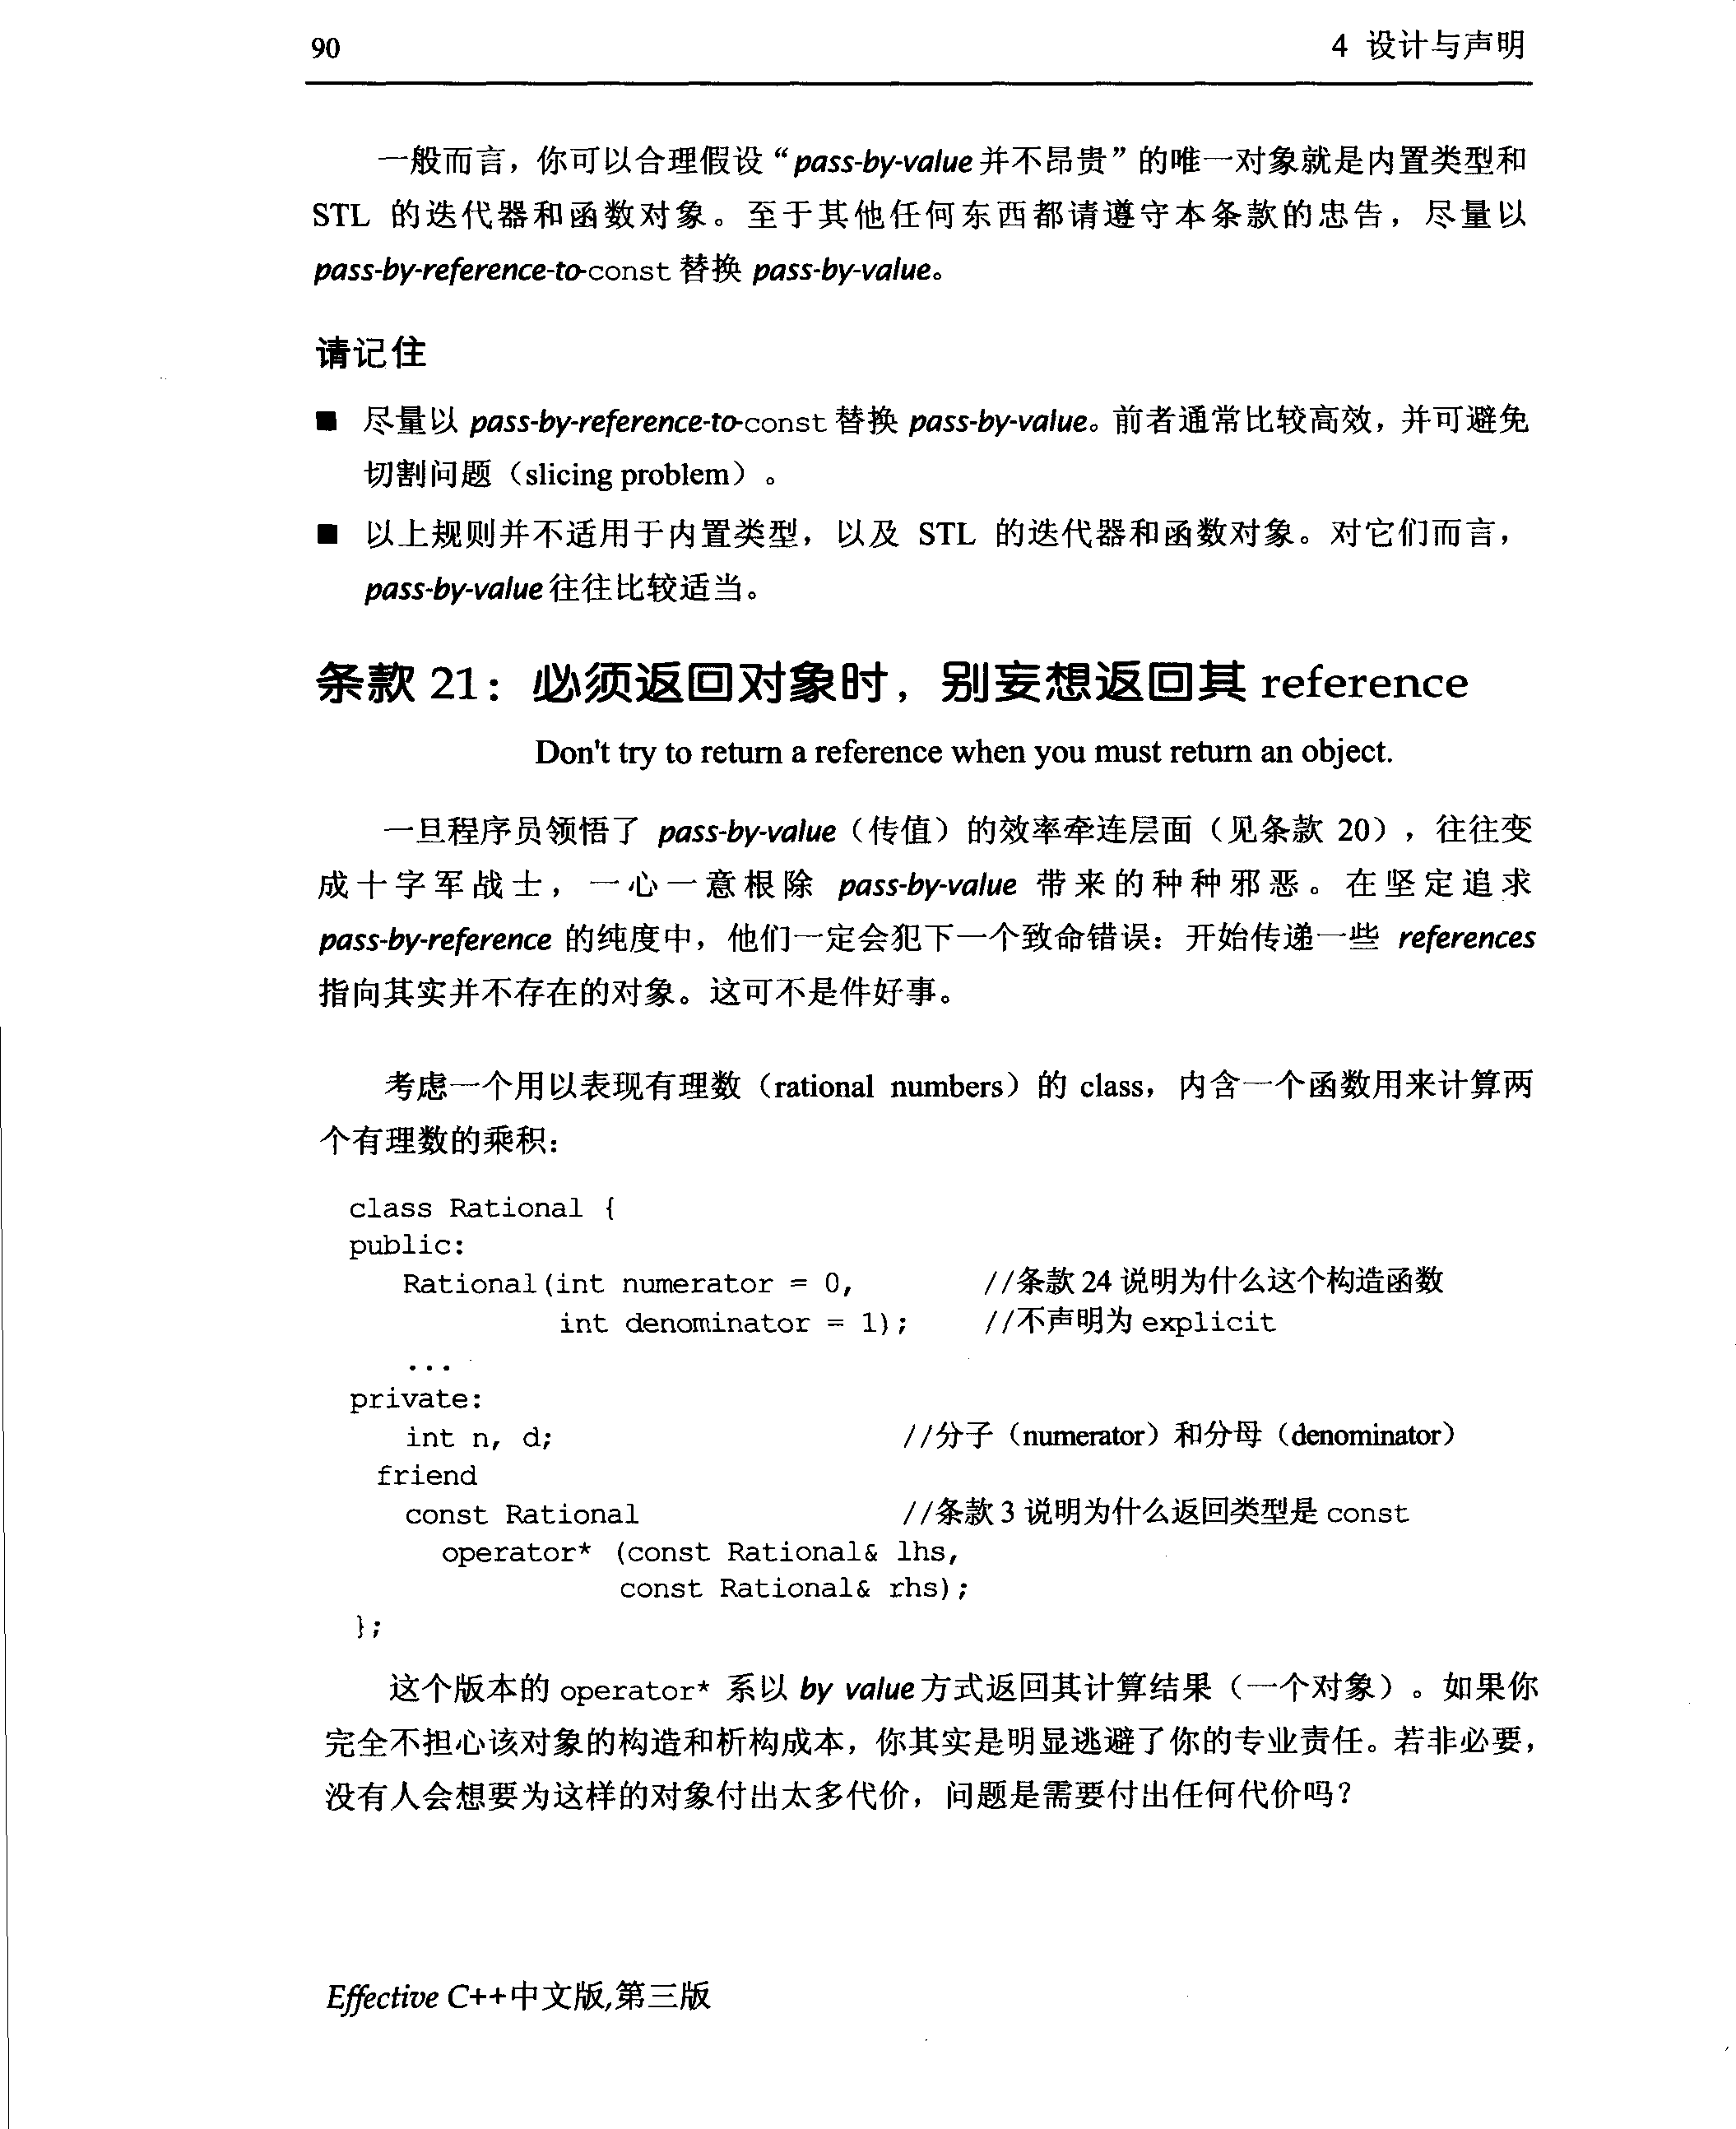 90
4 设计与声明
一般而言，你可以合理假设“pass-by-value并不昂贵”的唯一对象就是内置类型和
STL 的迭代器和函数对象。至于其他任何东西都请遵守本条款的忠告，尽量以
pass-by-reference-to-const 替换 pass-by-value。
请记住
■ 尽量以 pass-by-reference-to-const 替换 pass-by-value。前者通常比较高效，并可避免
切割问题（slicing problem）。
■ 以上规则并不适用于内置类型，以及 STL 的迭代器和函数对象。对它们而言，
pass-by-value 往往比较适当。
条款 21：必须返回对象时，别妄想返回其 reference
Don't try to return a reference when you must return an object.
一旦程序员领悟了 pass-by-value（传值）的效率牵连层面（见条款 20），往往变
成十字军战士，一心一意根除 pass-by-value 带来的种种邪恶。在坚定追求
pass-by-reference 的纯度中，他们一定会犯下一个致命错误：开始传递一些 references
指向其实并不存在的对象。这可不是件好事。
考虑一个用以表现有理数（rational numbers）的 class，内含一个函数用来计算两
个有理数的乘积：
class Rational {
public:
Rational(int numerator = 0, //条款 24 说明为什么这个构造函数
int denominator = 1); //不声明为 explicit
...
private:
int n, d; //分子（numerator）和分母（denominator）
friend
const Rational //条款 3 说明为什么返回类型是 const
operator* (const Rational& lhs,
const Rational& rhs);
};
这个版本的 operator* 系以 by value 方式返回其计算结果（一个对象）。如果你
完全不担心该对象的构造和析构成本，你其实是明显逃避了你的专业责任。若非必要，
没有人会想要为这样的对象付出太多代价，问题是需要付出任何代价吗？
Effective C++中文版,第三版